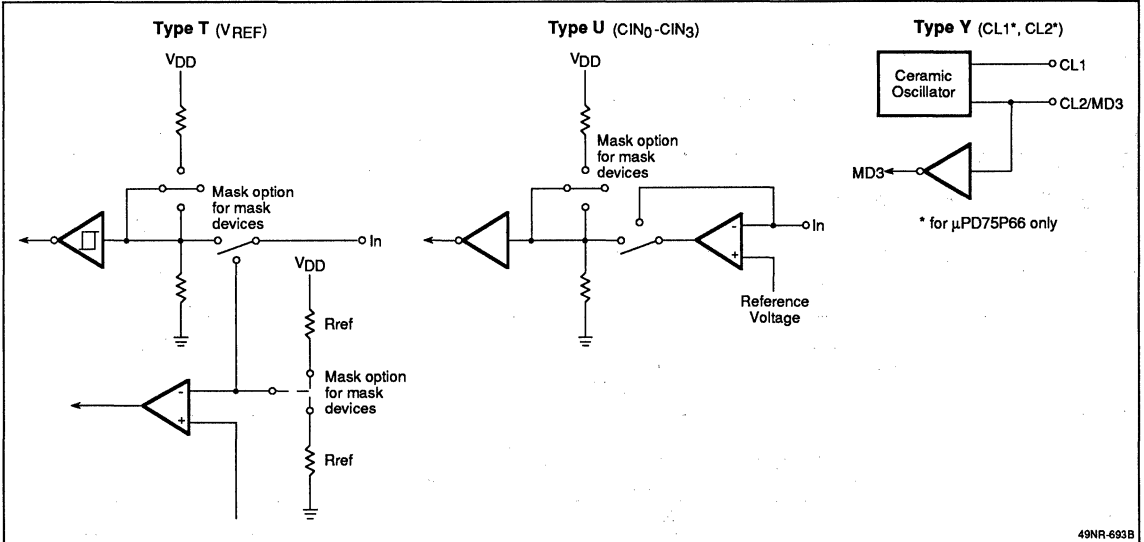 Type T (VREF)
VDD
Mask option
for mask
devices
In
VDD
Rref
Mask option
for mask
devices
Rref
-
+
Type U (CIN0-CIN3)
VDD
Mask option
for mask
devices
-
+
In
Reference
Voltage
Type Y (CL1*, CL2*)
Ceramic
Oscillator
CL1
CL2/MD3
MD3
* for µPD75P66 only
49NR-693B